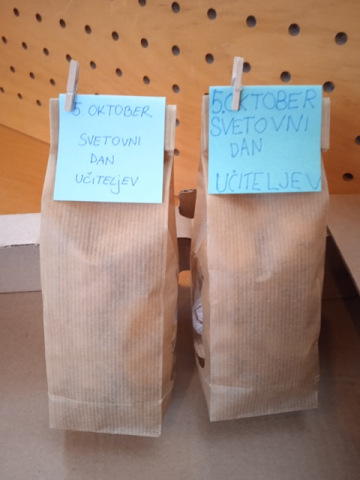 5 OKTOBER
SVETOVNI
DAN
UČITELJEV
5.OKTOBER
SVETOVNI
DAN
UČITELJEV